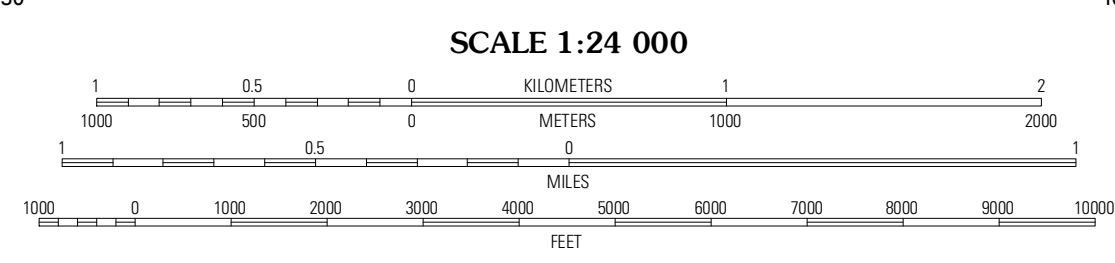 SCALE 1:24 000
1 0.5 0 KILOMETERS 1 2
1000 500 0 METERS 1000 2000
1 0.5 0 1
MILES
1000 0 1000 2000 3000 4000 5000 6000 7000 8000 9000 10000
FEET